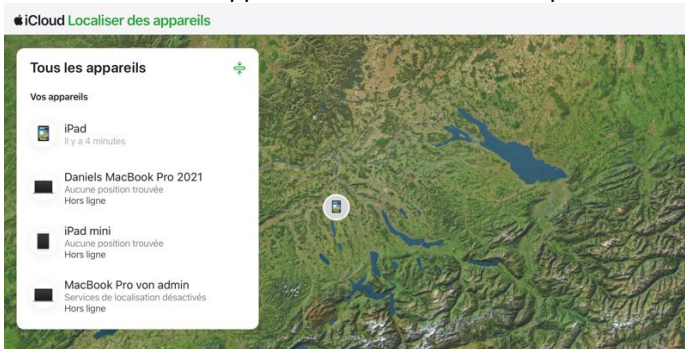 iCloud Localiser des appareils
Tous les appareils
Vos appareils
iPad
Il y a 4 minutes
Daniels MacBook Pro 2021
Aucune position trouvée
Hors ligne
iPad mini
Aucune position trouvée
Hors ligne
MacBook Pro von admin
Services de localisation désactivés
Hors ligne